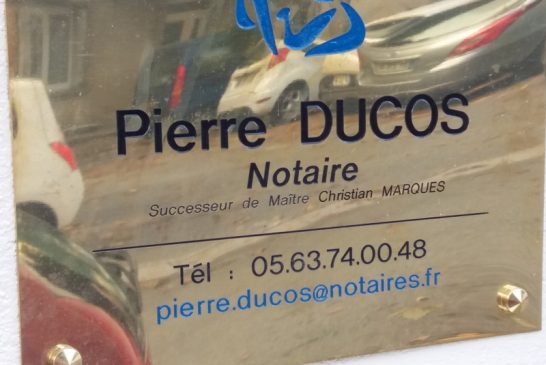 Pierre DUCOS
Notaire
Successeur de Maître Christian MARQUES
Tél : 05.63.74.00.48
pierre.ducos@notaires.fr